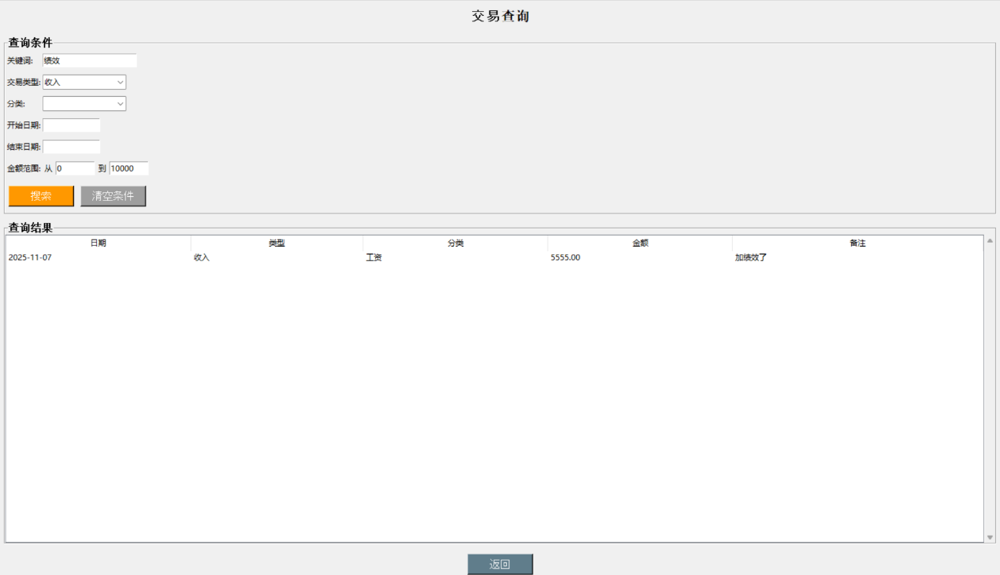 交易查询
查询条件
关键词: 绩效
交易类型: 收入
分类:
开始日期:
结束日期:
金额范围: 从 0 到 10000
搜索 清空条件
查询结果
日期 类型 分类 金额 备注
2025-11-07 收入 工资 5555.00 加绩效了
返回